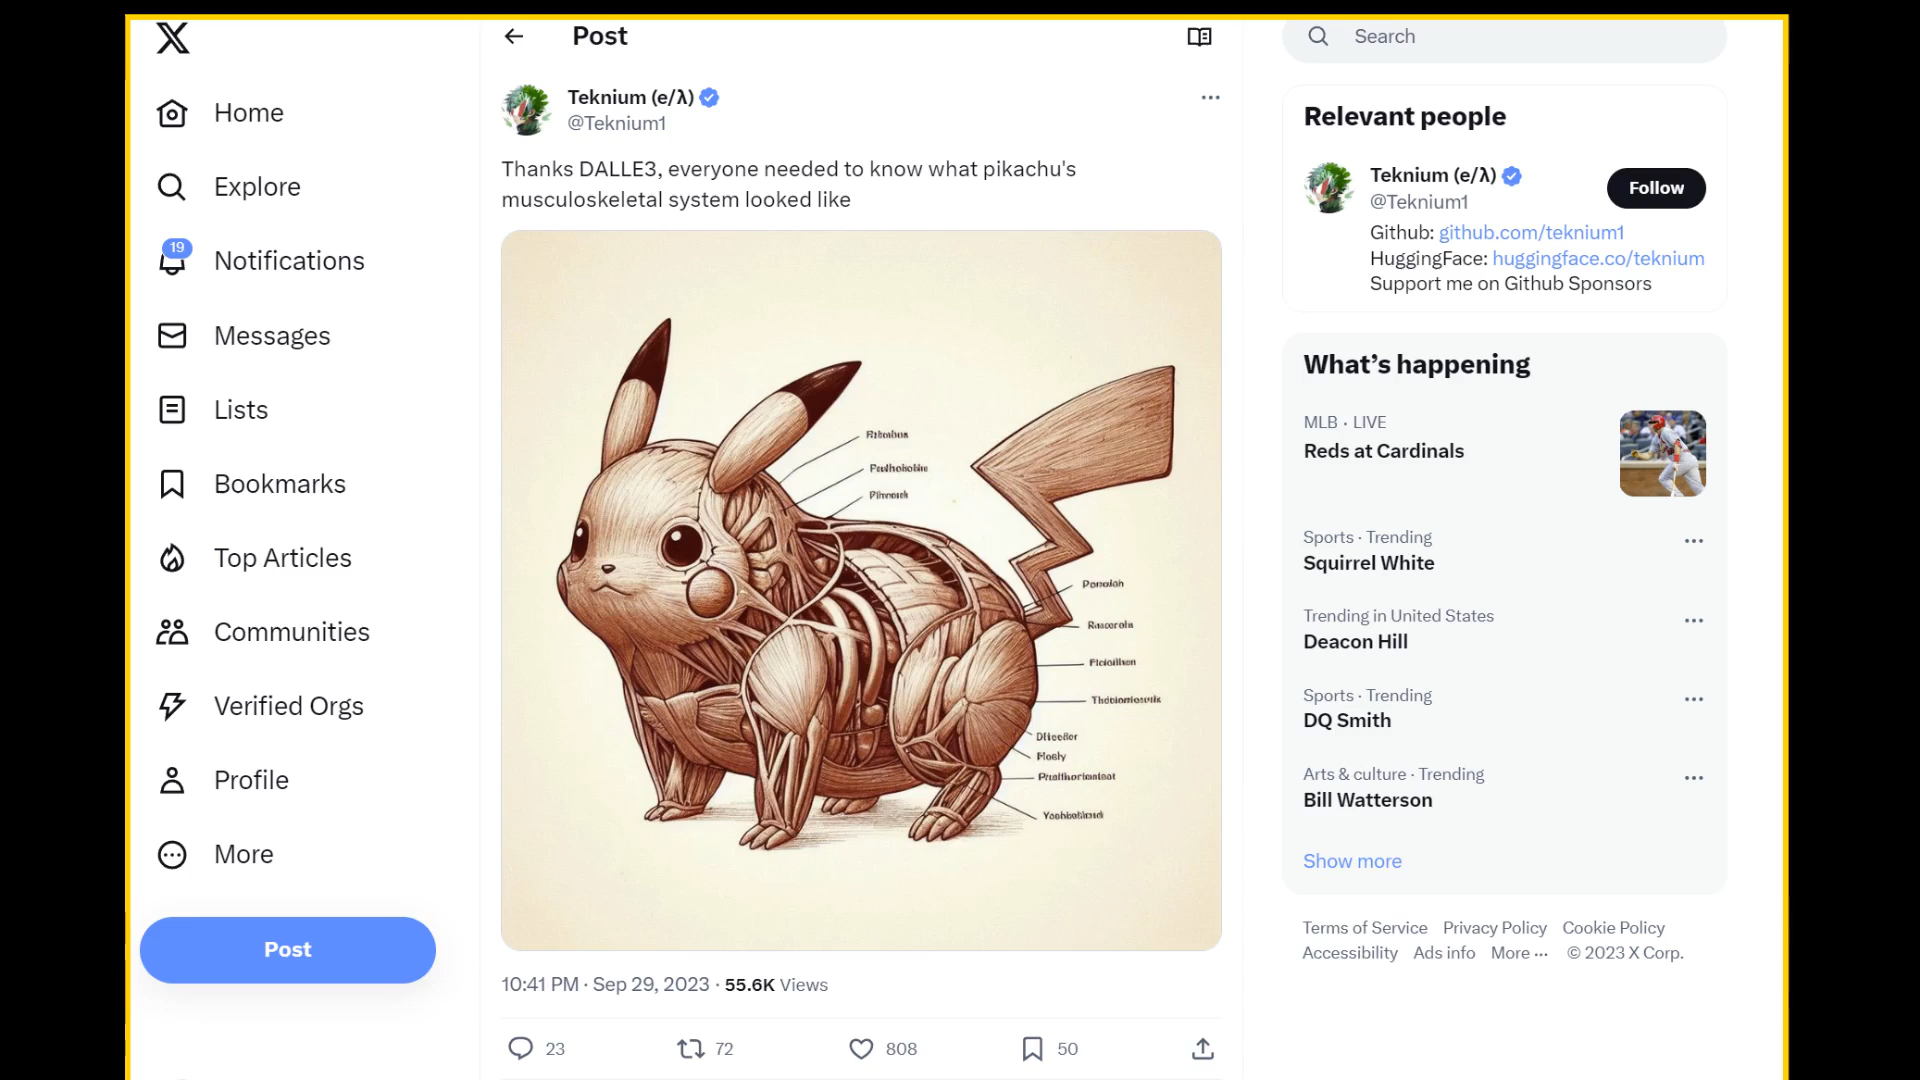 Home
Explore
19
Notifications
Messages
Lists
Bookmarks
Top Articles
Communities
Verified Orgs
Profile
More
Post
Post
Teknium (e/λ)
@Teknium1
Thanks DALLE3, everyone needed to know what pikachu's
musculoskeletal system looked like
10:41 PM · Sep 29, 2023 · 55.6K Views
23
72
808
50
Search
Relevant people
Teknium (e/λ)
@Teknium1
Follow
Github: github.com/teknium1
HuggingFace: huggingface.co/teknium
Support me on Github Sponsors
What's happening
MLB · LIVE
Reds at Cardinals
Sports · Trending
Squirrel White
Trending in United States
Deacon Hill
Sports · Trending
DQ Smith
Arts & culture · Trending
Bill Watterson
Show more
Terms of Service Privacy Policy Cookie Policy
Accessibility Ads info More ··· © 2023 X Corp.